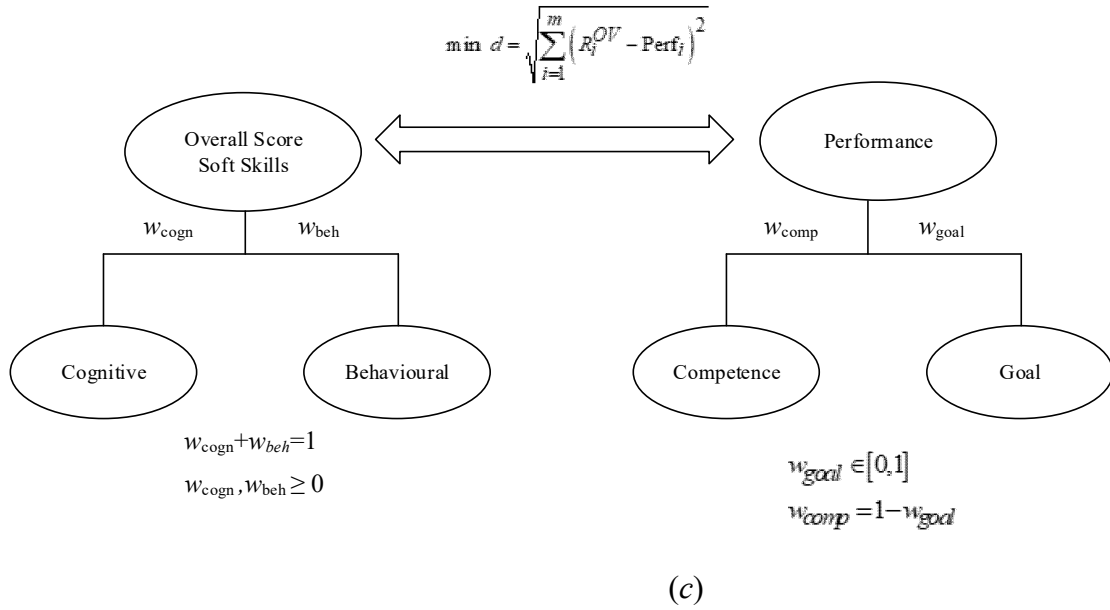 min d = √∑_{i=1}^{m} (R_i^{OV} − Perf_i)^2
Overall Score
Soft Skills
Performance
w_cogn
w_beh
w_comp
w_goal
Cognitive
Behavioural
Competence
Goal
w_cogn+w_beh=1
w_cogn,w_beh ≥ 0
w_goal ∈[0,1]
w_comp =1−w_goal
(c)